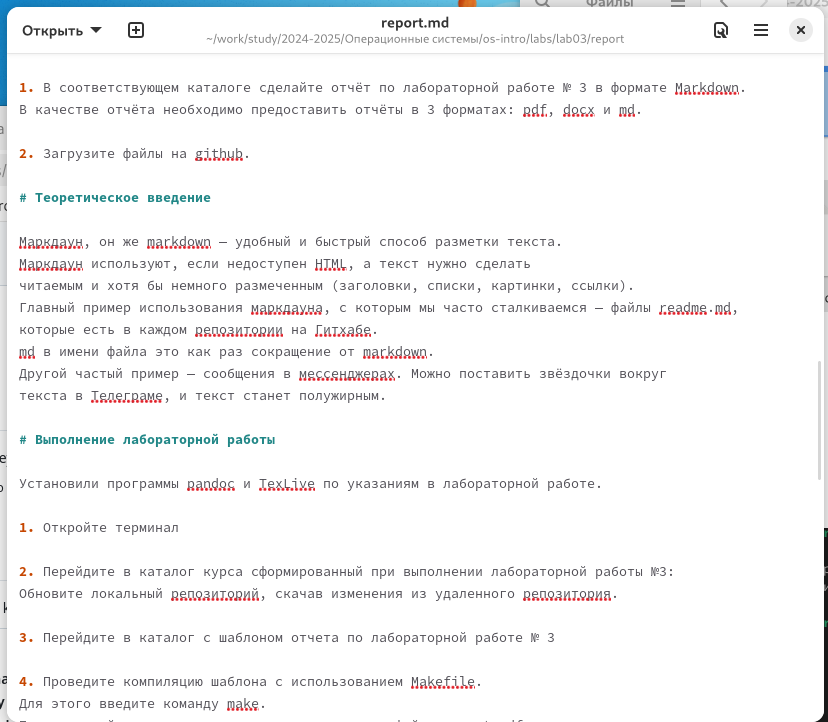 Файлы
Открыть
report.md
~/work/study/2024-2025/Операционные системы/os-intro/labs/lab03/report
1. В соответствующем каталоге сделайте отчёт по лабораторной работе № 3 в формате Markdown.
В качестве отчёта необходимо предоставить отчёты в 3 форматах: pdf, docx и md.
2. Загрузите файлы на github.
# Теоретическое введение
Маркдаун, он же markdown — удобный и быстрый способ разметки текста.
Маркдаун используют, если недоступен HTML, а текст нужно сделать
читаемым и хотя бы немного размеченным (заголовки, списки, картинки, ссылки).
Главный пример использования маркдауна, с которым мы часто сталкиваемся — файлы readme.md,
которые есть в каждом репозитории на Гитхабе.
md в имени файла это как раз сокращение от markdown.
Другой частый пример — сообщения в мессенджерах. Можно поставить звёздочки вокруг
текста в Телеграме, и текст станет полужирным.
# Выполнение лабораторной работы
Установили программы pandoc и TexLive по указаниям в лабораторной работе.
1. Откройте терминал
2. Перейдите в каталог курса сформированный при выполнении лабораторной работы №3:
Обновите локальный репозиторий, скачав изменения из удаленного репозитория.
3. Перейдите в каталог с шаблоном отчета по лабораторной работе № 3
4. Проведите компиляцию шаблона с использованием Makefile.
Для этого введите команду make.